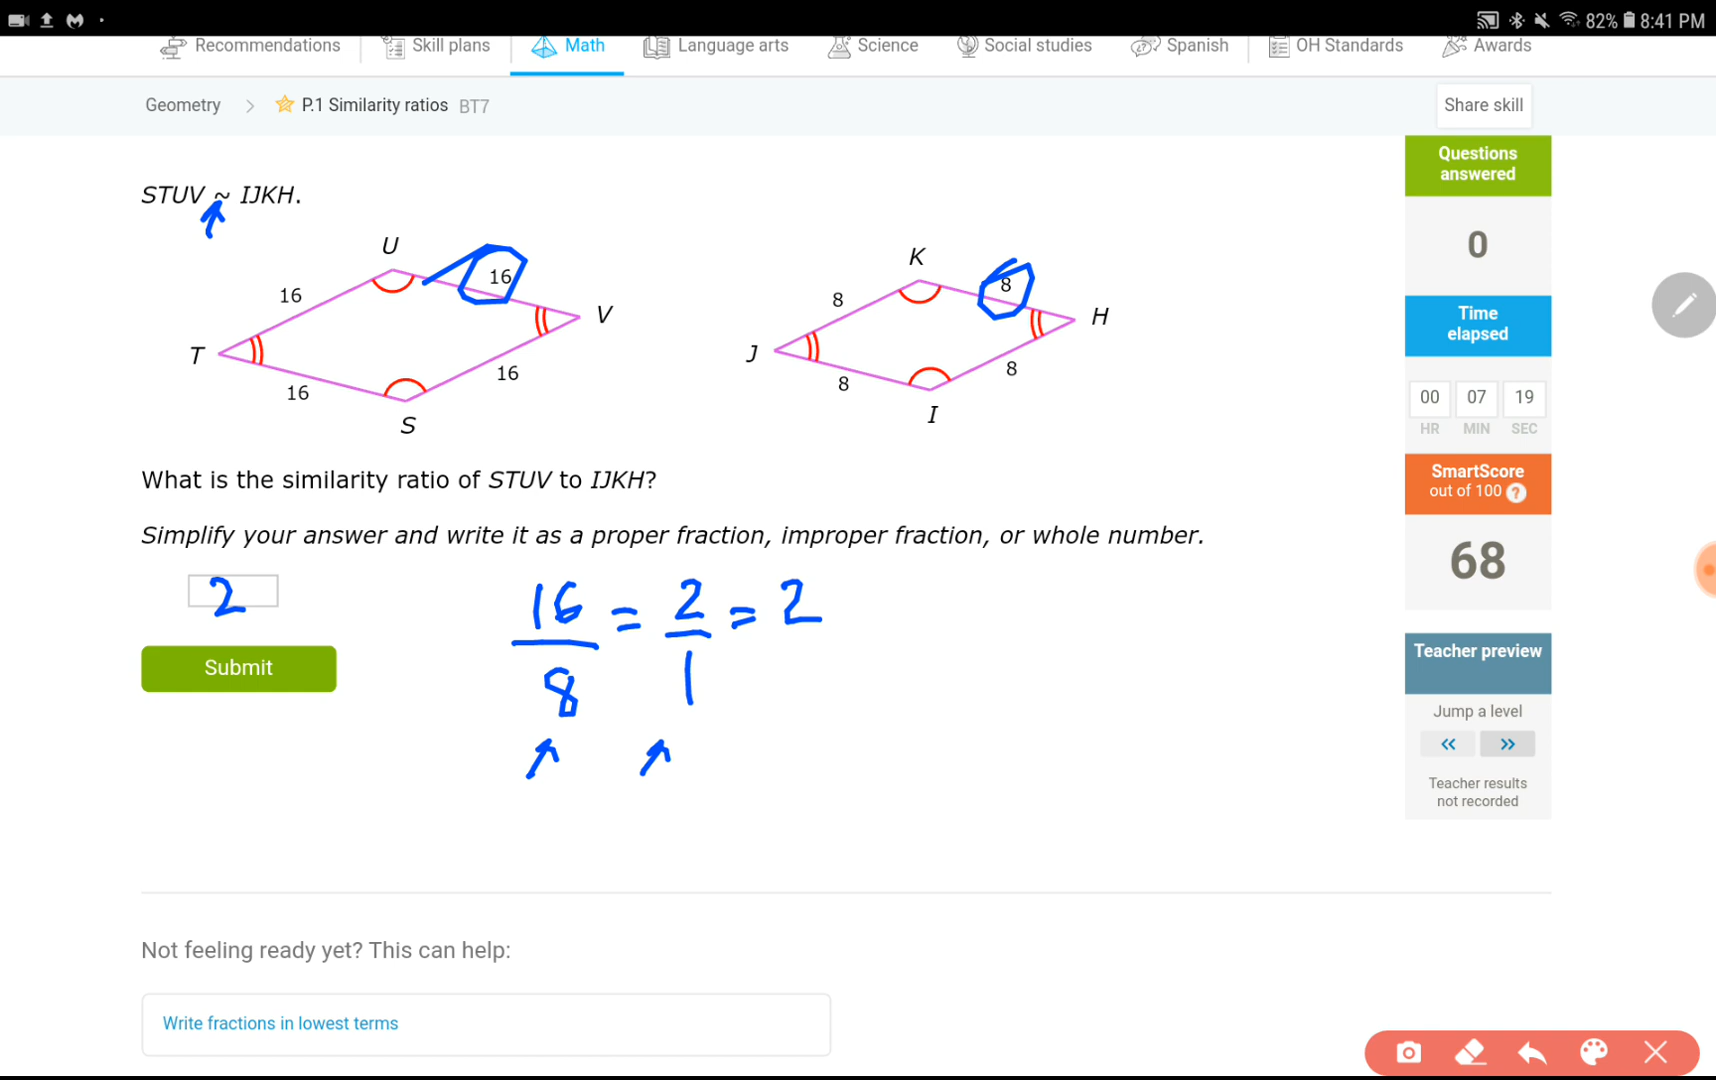 82% 8:41 PM
Recommendations Skill plans Math Language arts Science Social studies Spanish OH Standards Awards
Geometry > P.1 Similarity ratios BT7
Share skill
STUV ~ IJKH.
U
16
16
V
T
16
16
S
K
8
8
H
J
8
8
I
What is the similarity ratio of STUV to IJKH?
Simplify your answer and write it as a proper fraction, improper fraction, or whole number.
2
16 = 2 = 2
8 1
Submit
Questions
answered
0
Time
elapsed
00 07 19
HR MIN SEC
SmartScore
out of 100 ?
68
Teacher preview
Jump a level
« »
Teacher results
not recorded
Not feeling ready yet? This can help:
Write fractions in lowest terms